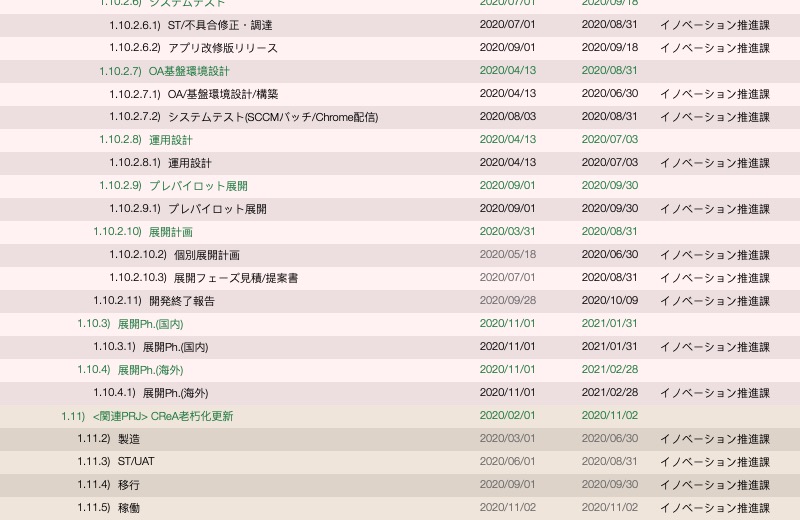 1.10.2.6) システムテスト 2020/07/01 2020/09/18
1.10.2.6.1) ST/不具合修正・調達 2020/07/01 2020/08/31 イノベーション推進課
1.10.2.6.2) アプリ改修版リリース 2020/09/01 2020/09/18 イノベーション推進課
1.10.2.7) OA基盤環境設計 2020/04/13 2020/08/31
1.10.2.7.1) OA/基盤環境設計/構築 2020/04/13 2020/06/30 イノベーション推進課
1.10.2.7.2) システムテスト(SCCMパッチ/Chrome配信) 2020/08/03 2020/08/31 イノベーション推進課
1.10.2.8) 運用設計 2020/04/13 2020/07/03
1.10.2.8.1) 運用設計 2020/04/13 2020/07/03 イノベーション推進課
1.10.2.9) プレパイロット展開 2020/09/01 2020/09/30
1.10.2.9.1) プレパイロット展開 2020/09/01 2020/09/30 イノベーション推進課
1.10.2.10) 展開計画 2020/03/31 2020/08/31
1.10.2.10.2) 個別展開計画 2020/05/18 2020/06/30 イノベーション推進課
1.10.2.10.3) 展開フェーズ見積/提案書 2020/07/01 2020/08/31 イノベーション推進課
1.10.2.11) 開発終了報告 2020/09/28 2020/10/09 イノベーション推進課
1.10.3) 展開Ph.(国内) 2020/11/01 2021/01/31
1.10.3.1) 展開Ph.(国内) 2020/11/01 2021/01/31 イノベーション推進課
1.10.4) 展開Ph.(海外) 2020/11/01 2021/02/28
1.10.4.1) 展開Ph.(海外) 2020/11/01 2021/02/28 イノベーション推進課
1.11) <関連PRJ> CReA老朽化更新 2020/02/01 2020/11/02
1.11.2) 製造 2020/03/01 2020/06/30 イノベーション推進課
1.11.3) ST/UAT 2020/06/01 2020/08/31 イノベーション推進課
1.11.4) 移行 2020/09/01 2020/09/30 イノベーション推進課
1.11.5) 稼働 2020/11/02 2020/11/02 イノベーション推進課